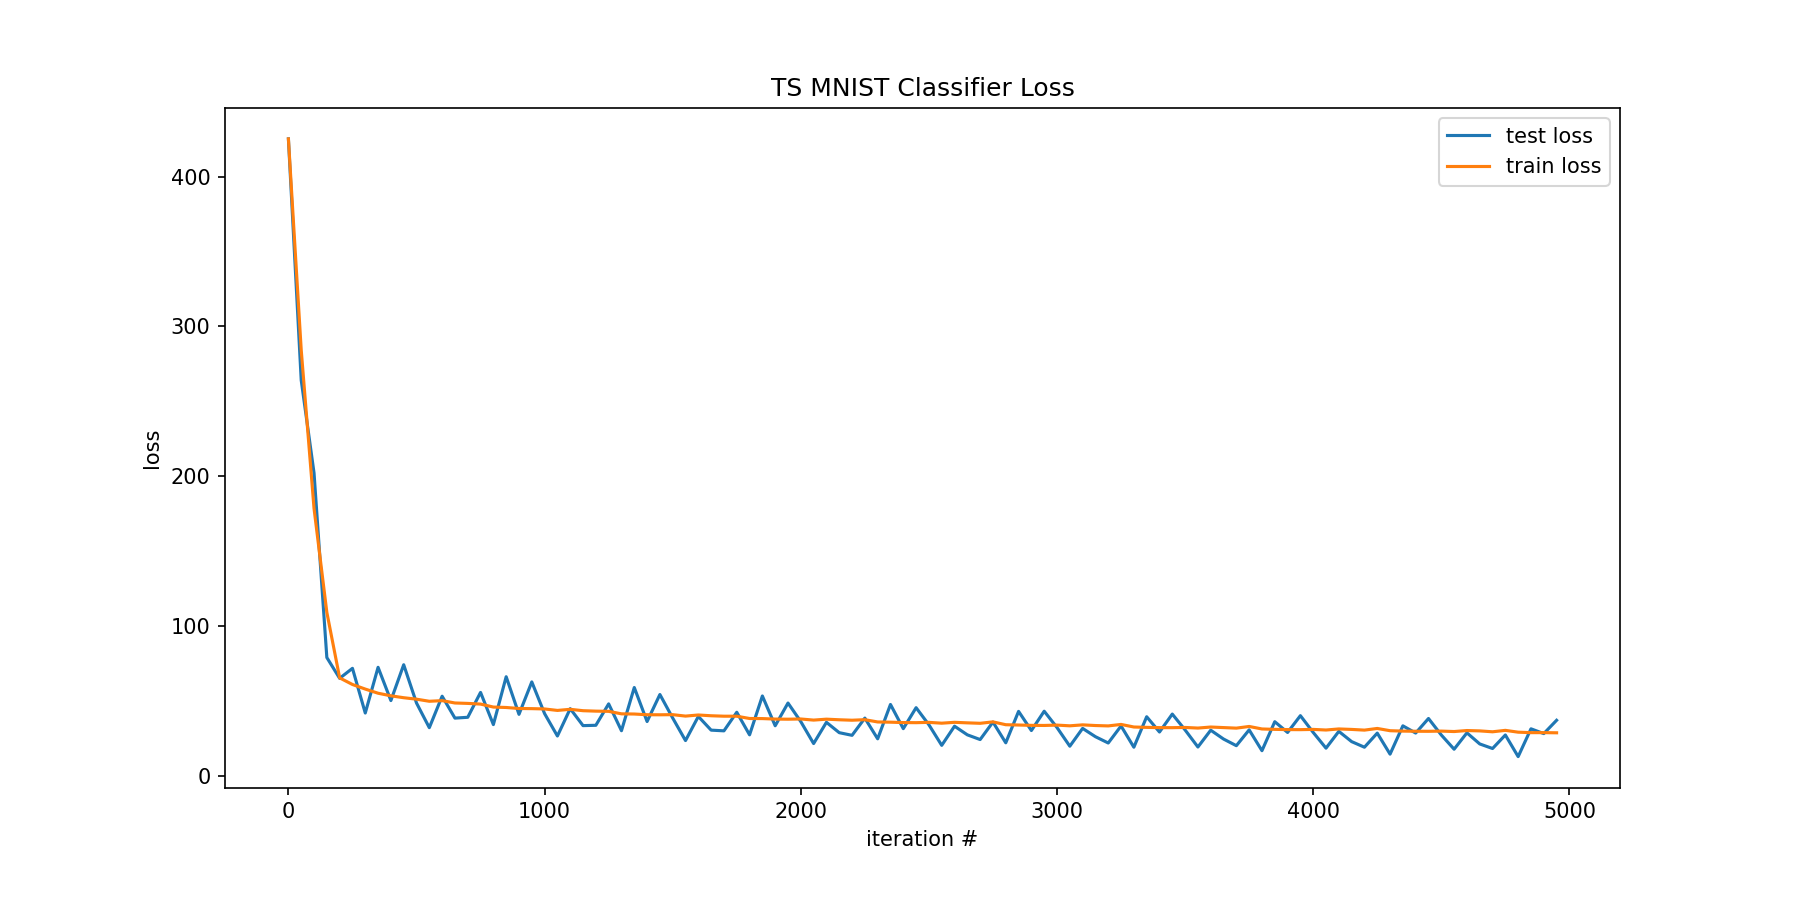 TS MNIST Classifier Loss
test loss
train loss
400
300
200
100
0
loss
0 1000 2000 3000 4000 5000
iteration #